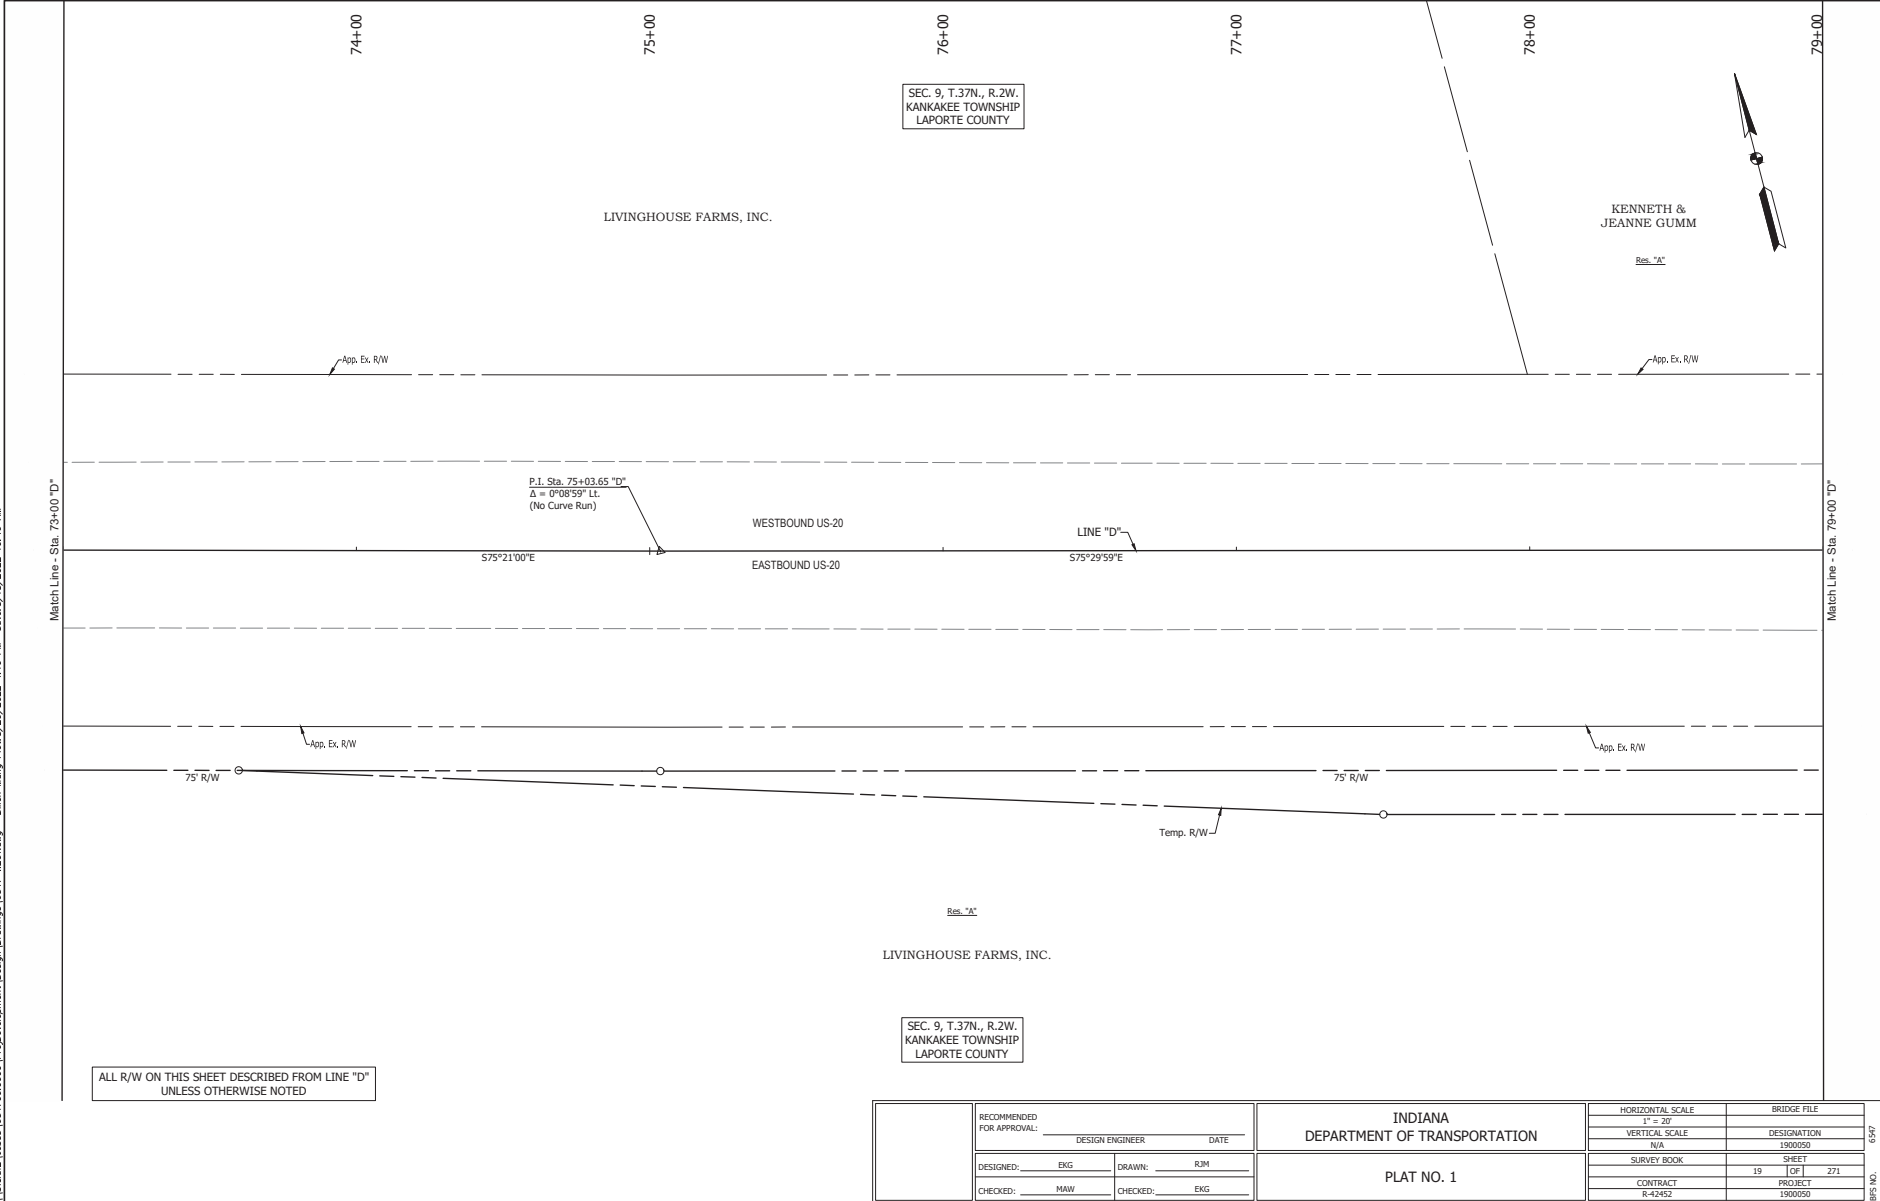 74+00
75+00
76+00
77+00
78+00
79+00
SEC. 9, T.37N., R.2W.
KANKAKEE TOWNSHIP
LAPORTE COUNTY
LIVINGHOUSE FARMS, INC.
KENNETH &
JEANNE GUMM
Res. "A"
App. Ex. R/W
App. Ex. R/W
Match Line - Sta. 73+00 "D"
P.I. Sta. 75+03.65 "D"
Δ = 0°08'59" Lt.
(No Curve Run)
WESTBOUND US-20
LINE "D"
S75°21'00"E
EASTBOUND US-20
S75°29'59"E
Match Line - Sta. 79+00 "D"
App. Ex. R/W
App. Ex. R/W
75' R/W
75' R/W
Temp. R/W
Res. "A"
LIVINGHOUSE FARMS, INC.
SEC. 9, T.37N., R.2W.
KANKAKEE TOWNSHIP
LAPORTE COUNTY
ALL R/W ON THIS SHEET DESCRIBED FROM LINE "D"
UNLESS OTHERWISE NOTED
RECOMMENDED
FOR APPROVAL:
DESIGN ENGINEER DATE
DESIGNED: EKG DRAWN: RJM
CHECKED: MAW CHECKED: EKG
INDIANA
DEPARTMENT OF TRANSPORTATION
PLAT NO. 1
HORIZONTAL SCALE BRIDGE FILE
1" = 20'
VERTICAL SCALE DESIGNATION
N/A 1900050
SURVEY BOOK SHEET
19 OF 271
CONTRACT PROJECT
R-42452 1900050
BFS NO. 6547